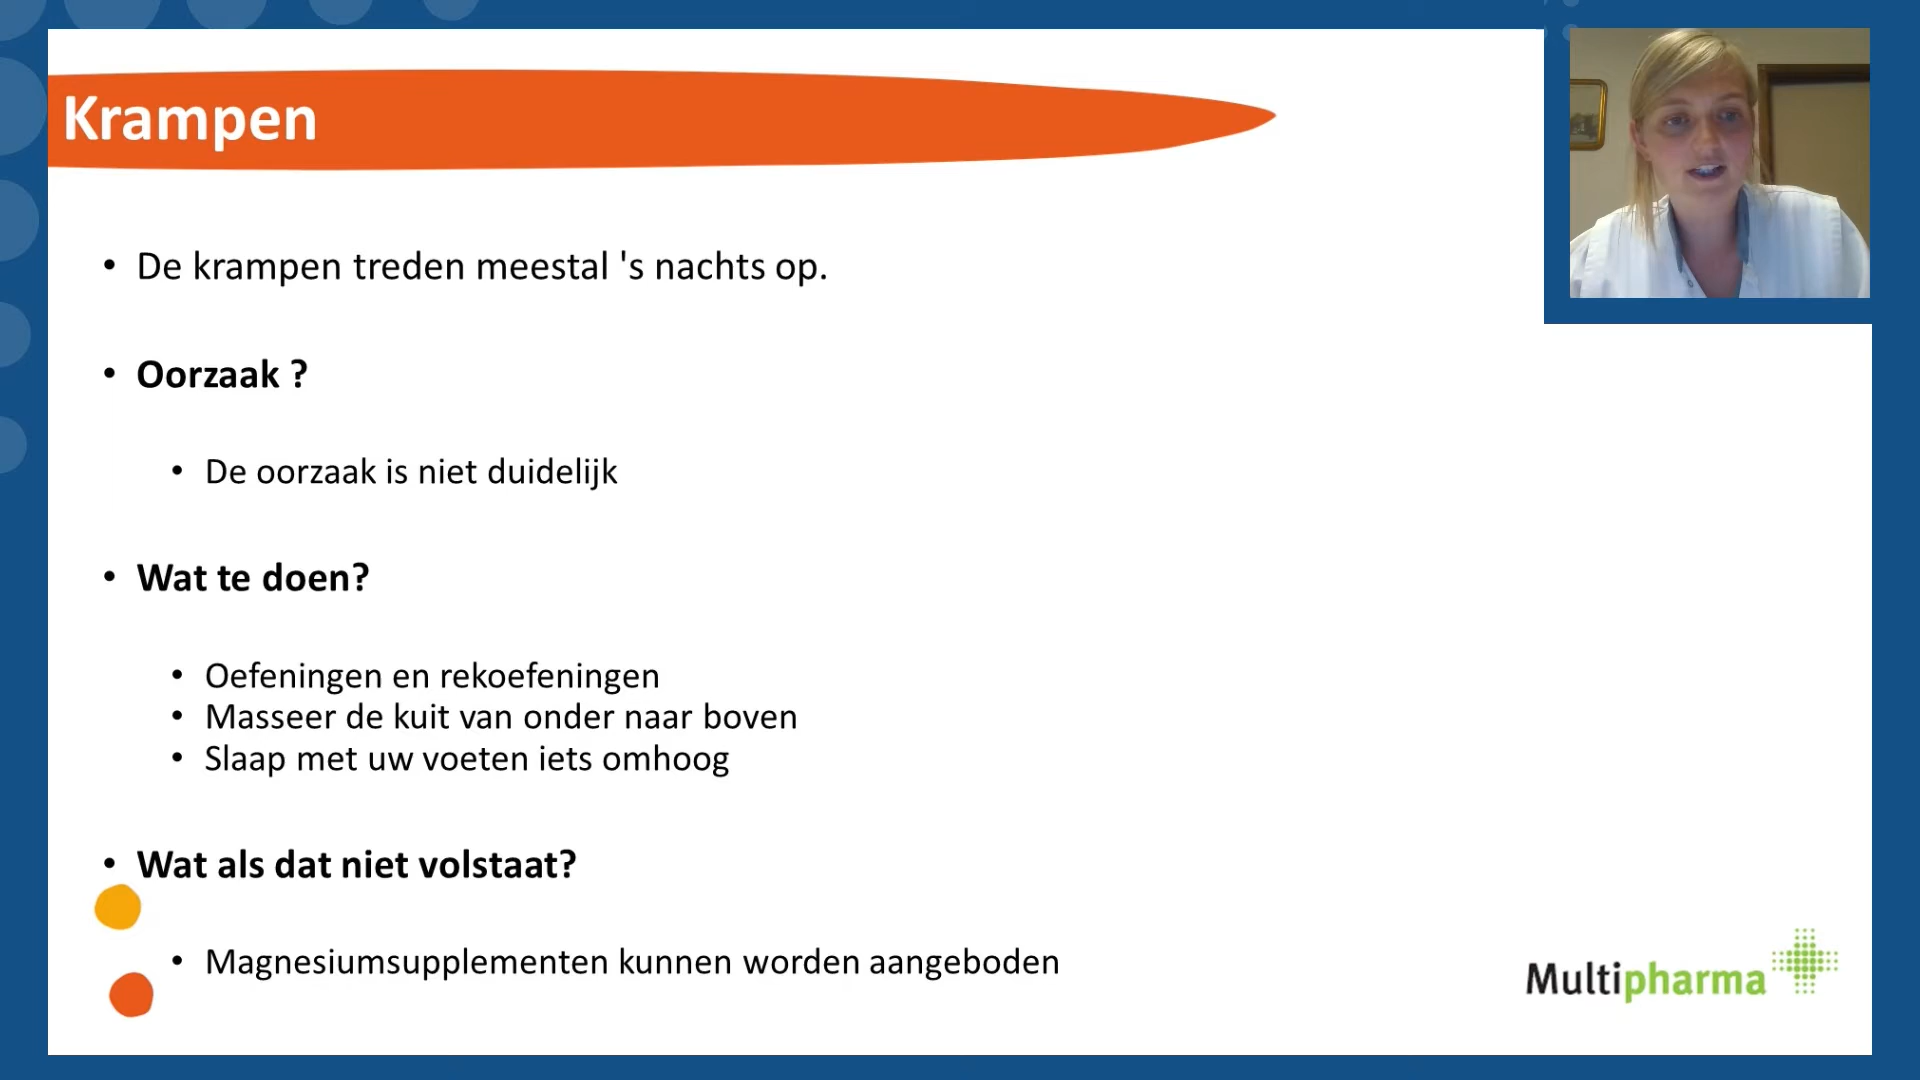 Krampen
• De krampen treden meestal 's nachts op.
• Oorzaak ?
• De oorzaak is niet duidelijk
• Wat te doen?
• Oefeningen en rekoefeningen
• Masseer de kuit van onder naar boven
• Slaap met uw voeten iets omhoog
• Wat als dat niet volstaat?
• Magnesiumsupplementen kunnen worden aangeboden
Multipharma